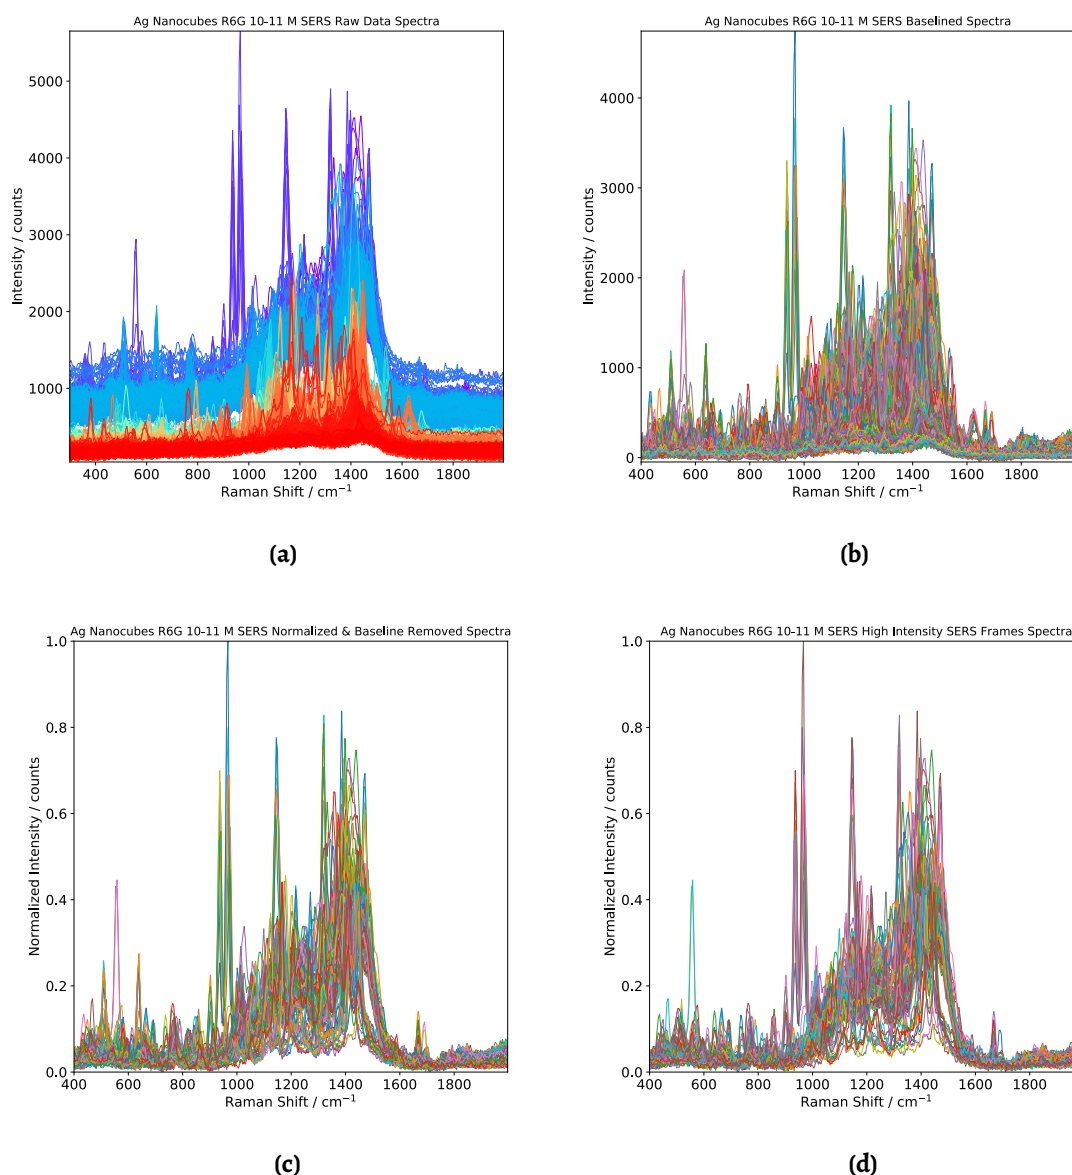 Ag Nanocubes R6G 10-11 M SERS Raw Data Spectra
5000
4000
3000
2000
1000
Intensity / counts
400 600 800 1000 1200 1400 1600 1800
Raman Shift / cm⁻¹
(a)
Ag Nanocubes R6G 10-11 M SERS Baselined Spectra
4000
3000
2000
1000
0
Intensity / counts
400 600 800 1000 1200 1400 1600 1800
Raman Shift / cm⁻¹
(b)
Ag Nanocubes R6G 10-11 M SERS Normalized & Baseline Removed Spectra
1.0
0.8
0.6
0.4
0.2
0.0
Normalized Intensity / counts
400 600 800 1000 1200 1400 1600 1800
Raman Shift / cm⁻¹
(c)
Ag Nanocubes R6G 10-11 M SERS High Intensity SERS Frames Spectra
1.0
0.8
0.6
0.4
0.2
0.0
Normalized Intensity / counts
400 600 800 1000 1200 1400 1600 1800
Raman Shift / cm⁻¹
(d)